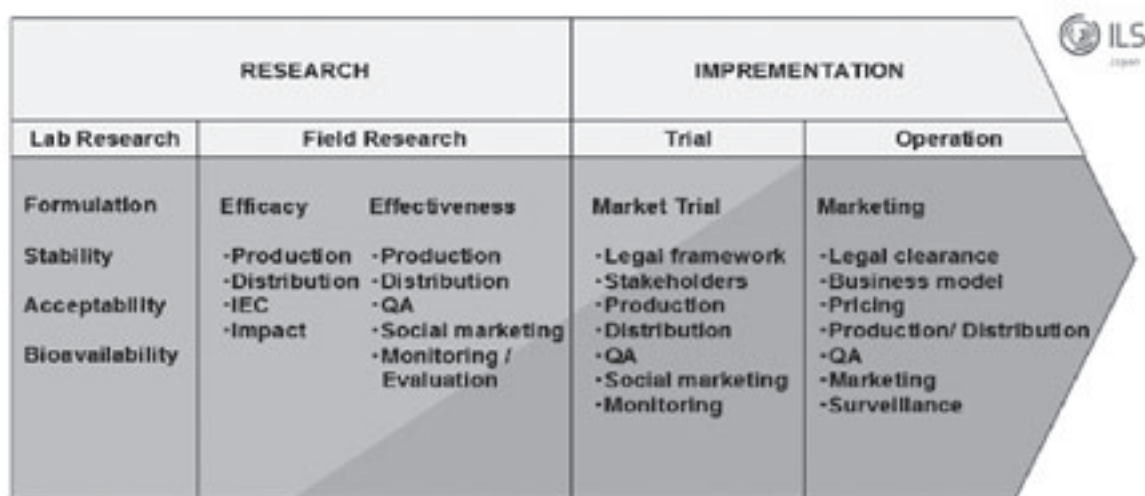 RESEARCH
IMPREMENTATION
ILS
Japan
Lab Research
Field Research
Trial
Operation
Formulation
Stability
Acceptability
Bioavailability
Efficacy
·Production
·Distribution
·IEC
·Impact
Effectiveness
·Production
·Distribution
·QA
·Social marketing
·Monitoring /
Evaluation
Market Trial
·Legal framework
·Stakeholders
·Production
·Distribution
·QA
·Social marketing
·Monitoring
Marketing
·Legal clearance
·Business model
·Pricing
·Production/ Distribution
·QA
·Marketing
·Surveillance